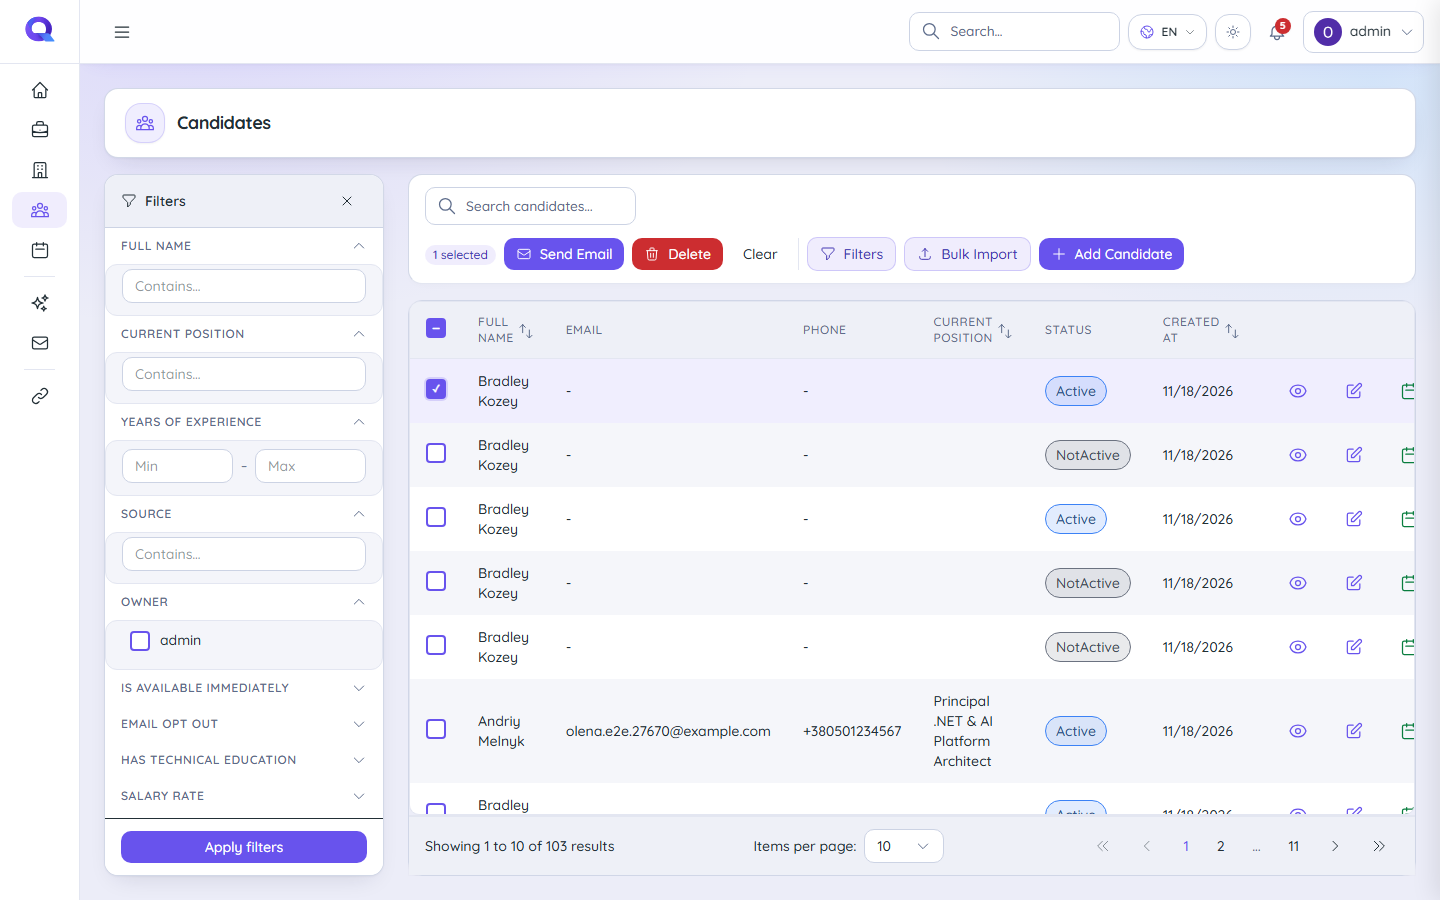 Search...
EN
5
O
admin
Candidates
Filters
FULL NAME
Contains...
CURRENT POSITION
Contains...
YEARS OF EXPERIENCE
Min
-
Max
SOURCE
Contains...
OWNER
admin
IS AVAILABLE IMMEDIATELY
EMAIL OPT OUT
HAS TECHNICAL EDUCATION
SALARY RATE
Apply filters
Search candidates...
1 selected
Send Email
Delete
Clear
Filters
Bulk Import
Add Candidate
FULL
NAME
EMAIL
PHONE
CURRENT
POSITION
STATUS
CREATED
AT
Bradley
Kozey
-
-
Active
11/18/2026
Bradley
Kozey
-
-
NotActive
11/18/2026
Bradley
Kozey
-
-
Active
11/18/2026
Bradley
Kozey
-
-
NotActive
11/18/2026
Bradley
Kozey
-
-
NotActive
11/18/2026
Andriy
Melnyk
olena.e2e.27670@example.com
+380501234567
Principal
.NET & AI
Platform
Architect
Active
11/18/2026
Bradley
Active
11/18/2026
Showing 1 to 10 of 103 results
Items per page:
10
1
2
...
11